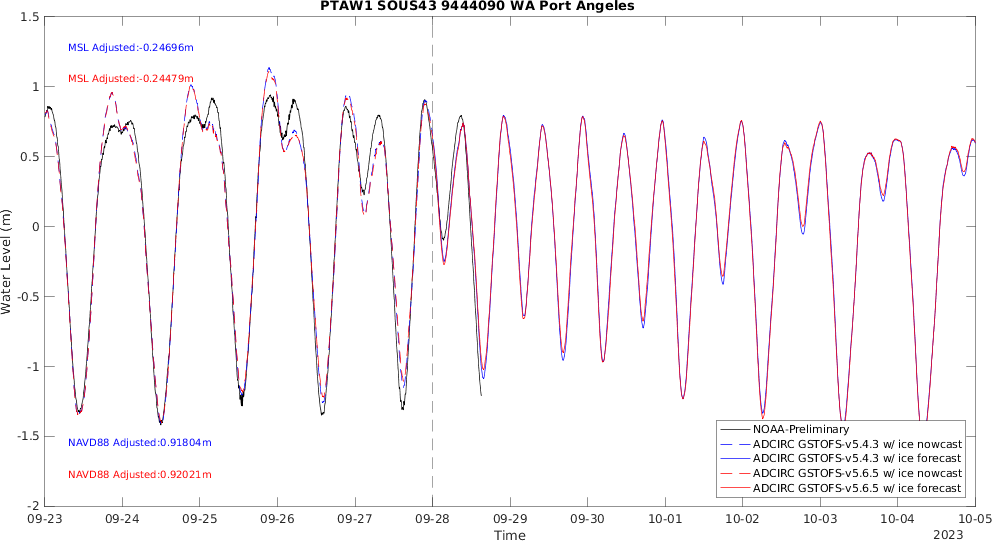 PTAW1 SOUS43 9444090 WA Port Angeles
1.5
1
0.5
0
-0.5
-1
-1.5
-2
Water Level (m)
MSL Adjusted:-0.24696m
MSL Adjusted:-0.24479m
NAVD88 Adjusted:0.91804m
NAVD88 Adjusted:0.92021m
NOAA-Preliminary
ADCIRC GSTOFS-v5.4.3 w/ ice nowcast
ADCIRC GSTOFS-v5.4.3 w/ ice forecast
ADCIRC GSTOFS-v5.6.5 w/ ice nowcast
ADCIRC GSTOFS-v5.6.5 w/ ice forecast
09-23 09-24 09-25 09-26 09-27 09-28 09-29 09-30 10-01 10-02 10-03 10-04 10-05
Time
2023